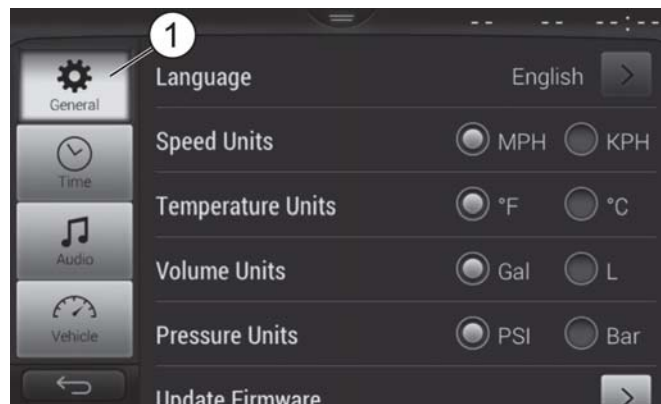 -- -- --:--
1
General
Time
Audio
Vehicle
Language English >
Speed Units MPH KPH
Temperature Units °F °C
Volume Units Gal L
Pressure Units PSI Bar
Update Firmware >